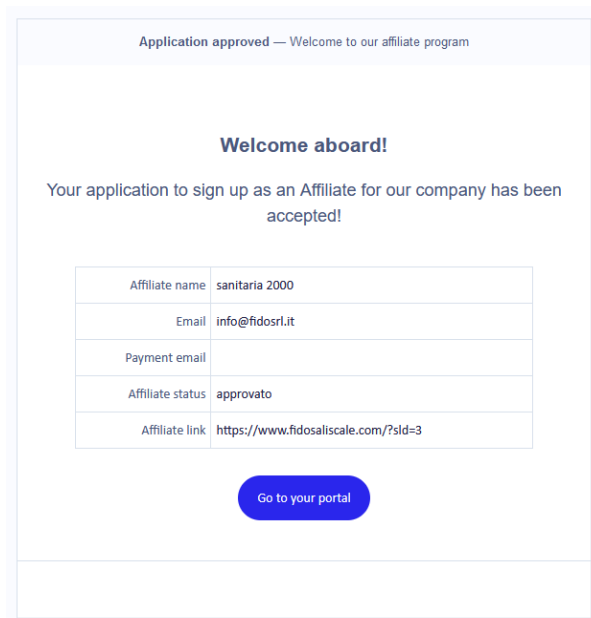 Application approved — Welcome to our affiliate program
Welcome aboard!
Your application to sign up as an Affiliate for our company has been
accepted!
Affiliate name sanitaria 2000
Email info@fidosrl.it
Payment email
Affiliate status approvato
Affiliate link https://www.fidosaliscale.com/?sld=3
Go to your portal